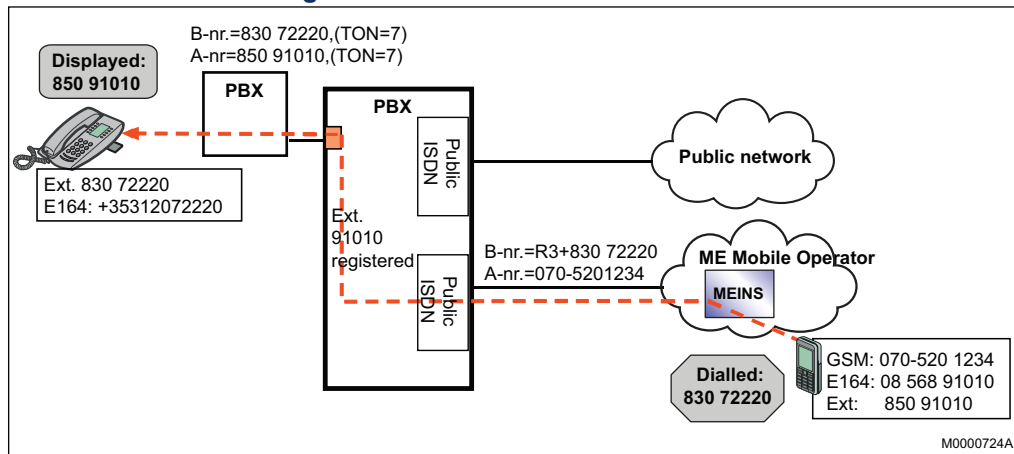 B-nr.=830 72220,(TON=7)
A-nr=850 91010,(TON=7)
Displayed:
850 91010
PBX
PBX
Public
ISDN
Public network
Ext. 830 72220
E164: +35312072220
Ext.
91010
registered
Public
ISDN
B-nr.=R3+830 72220
A-nr.=070-5201234
ME Mobile Operator
MEINS
Dialled:
830 72220
GSM: 070-520 1234
E164: 08 568 91010
Ext: 850 91010
M0000724A